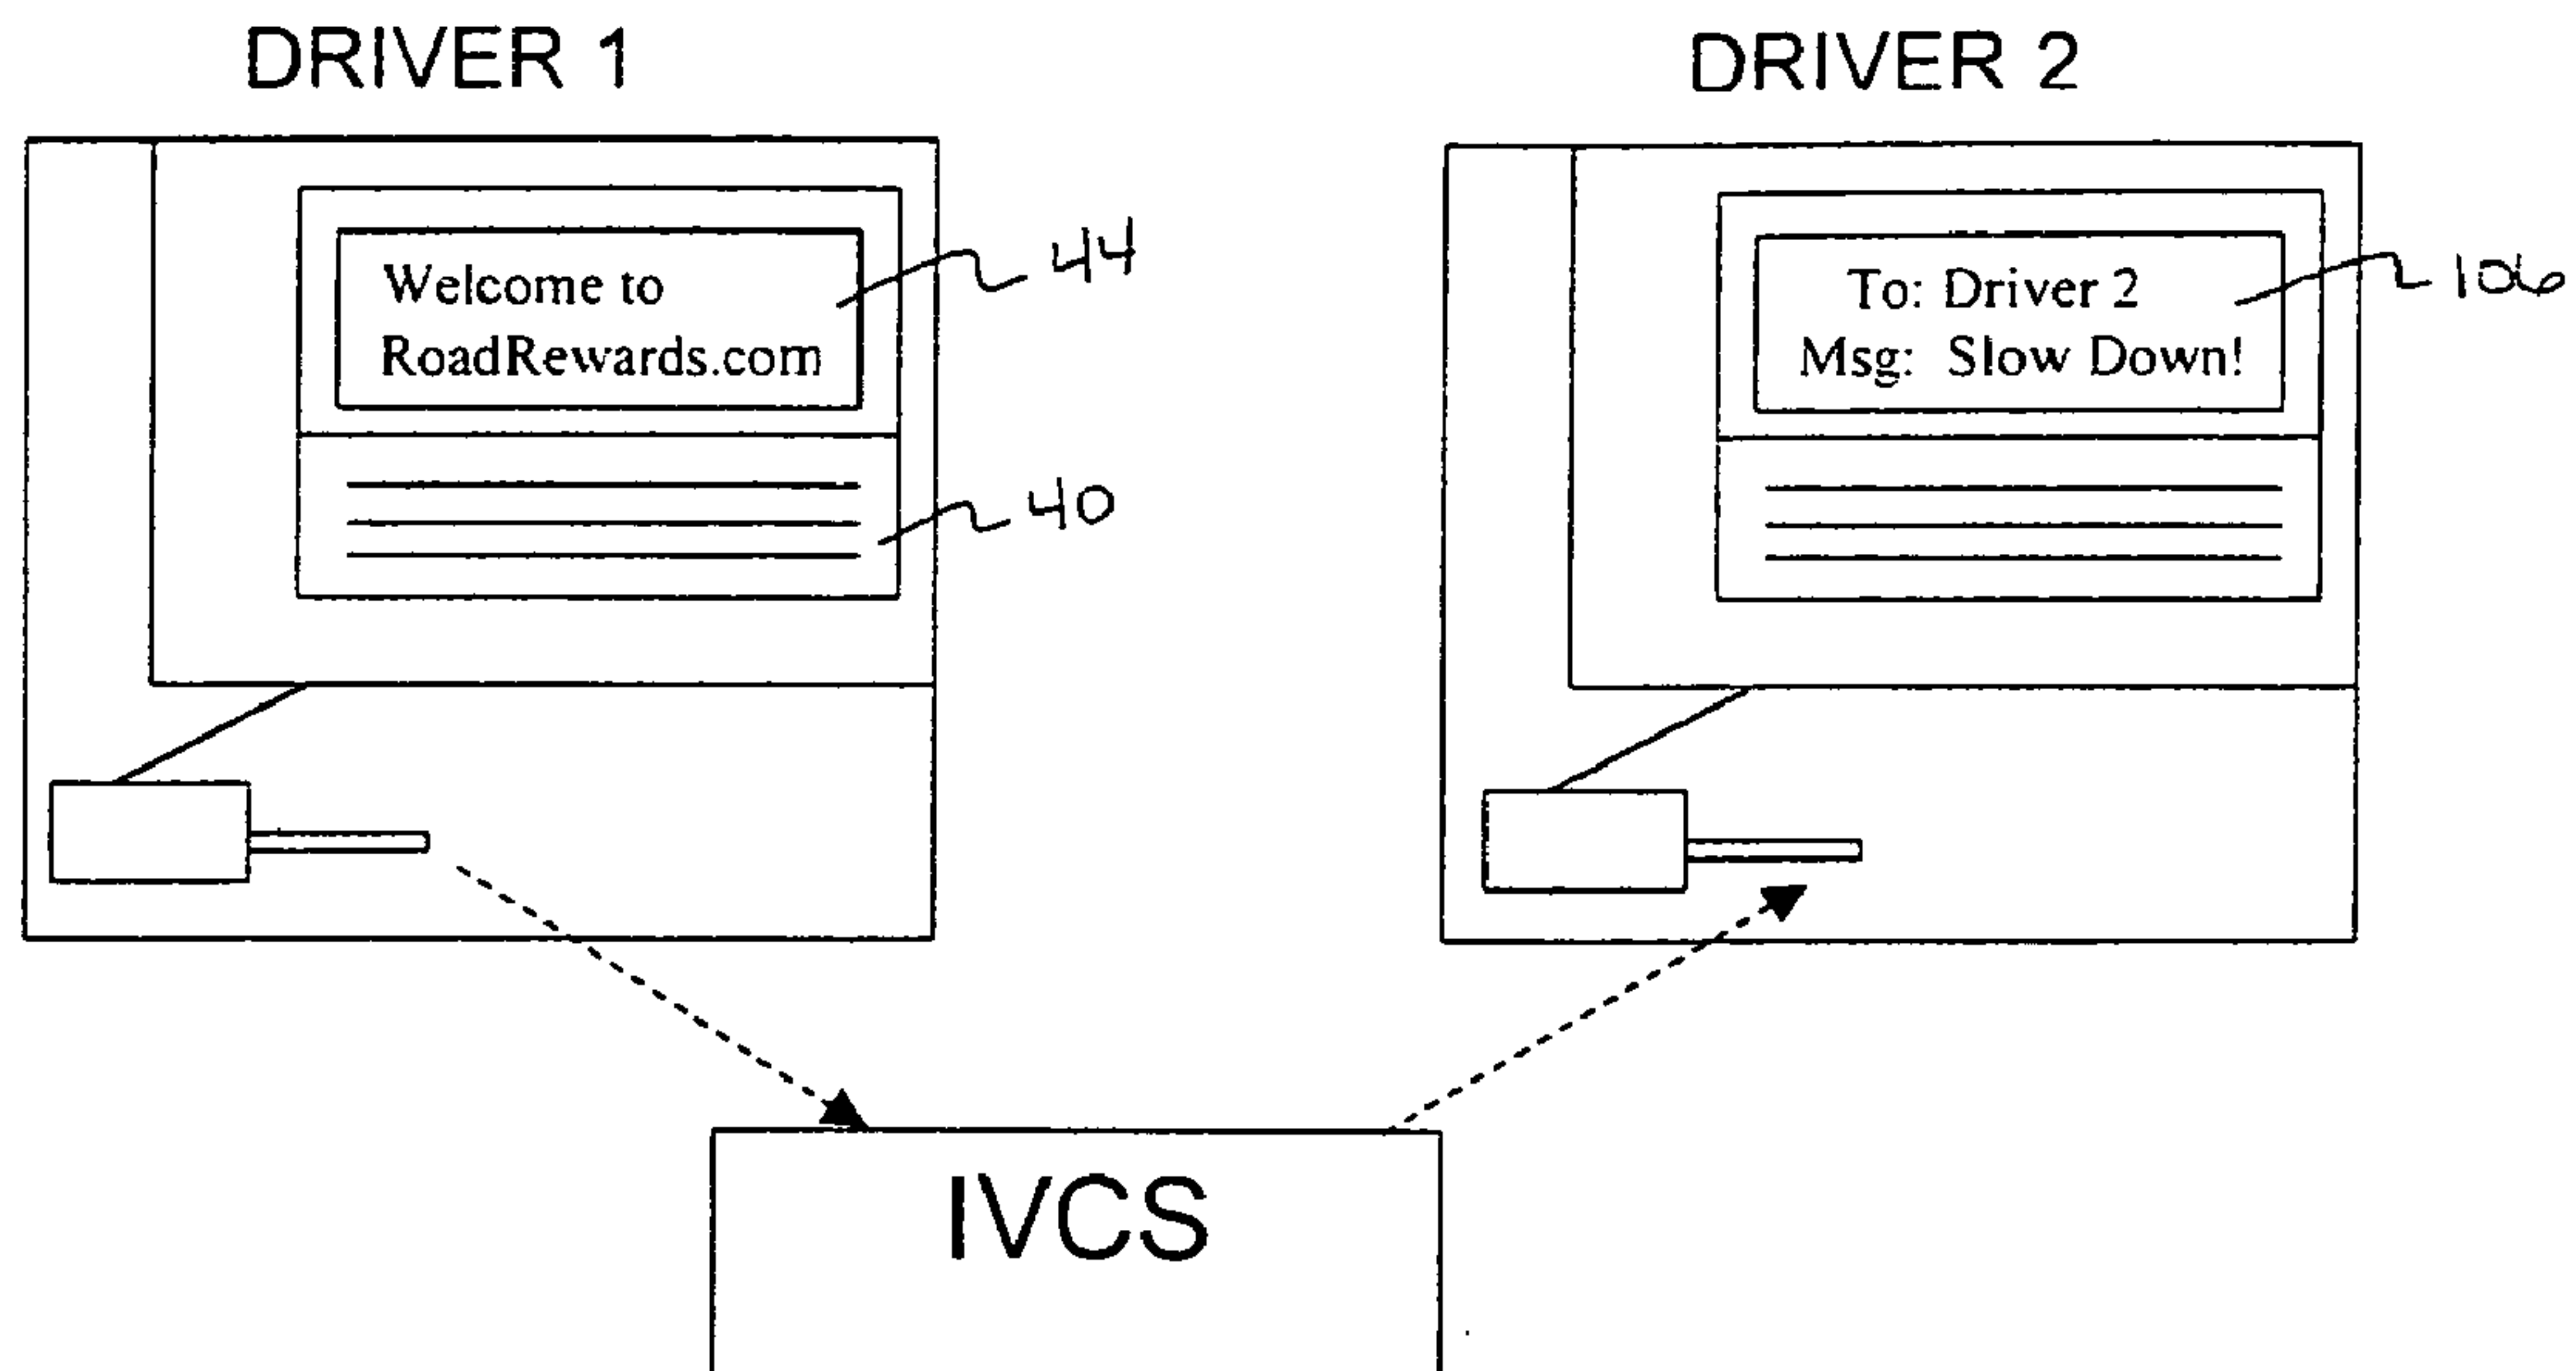 DRIVER 1
DRIVER 2
Welcome to
RoadRewards.com
44
40
To: Driver 2
Msg: Slow Down!
106
IVCS